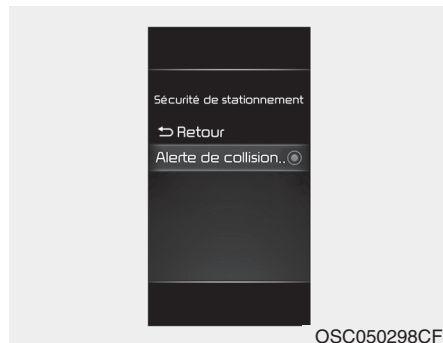 Sécurité de stationnement
Retour
Alerte de collision..
OSC050298CF